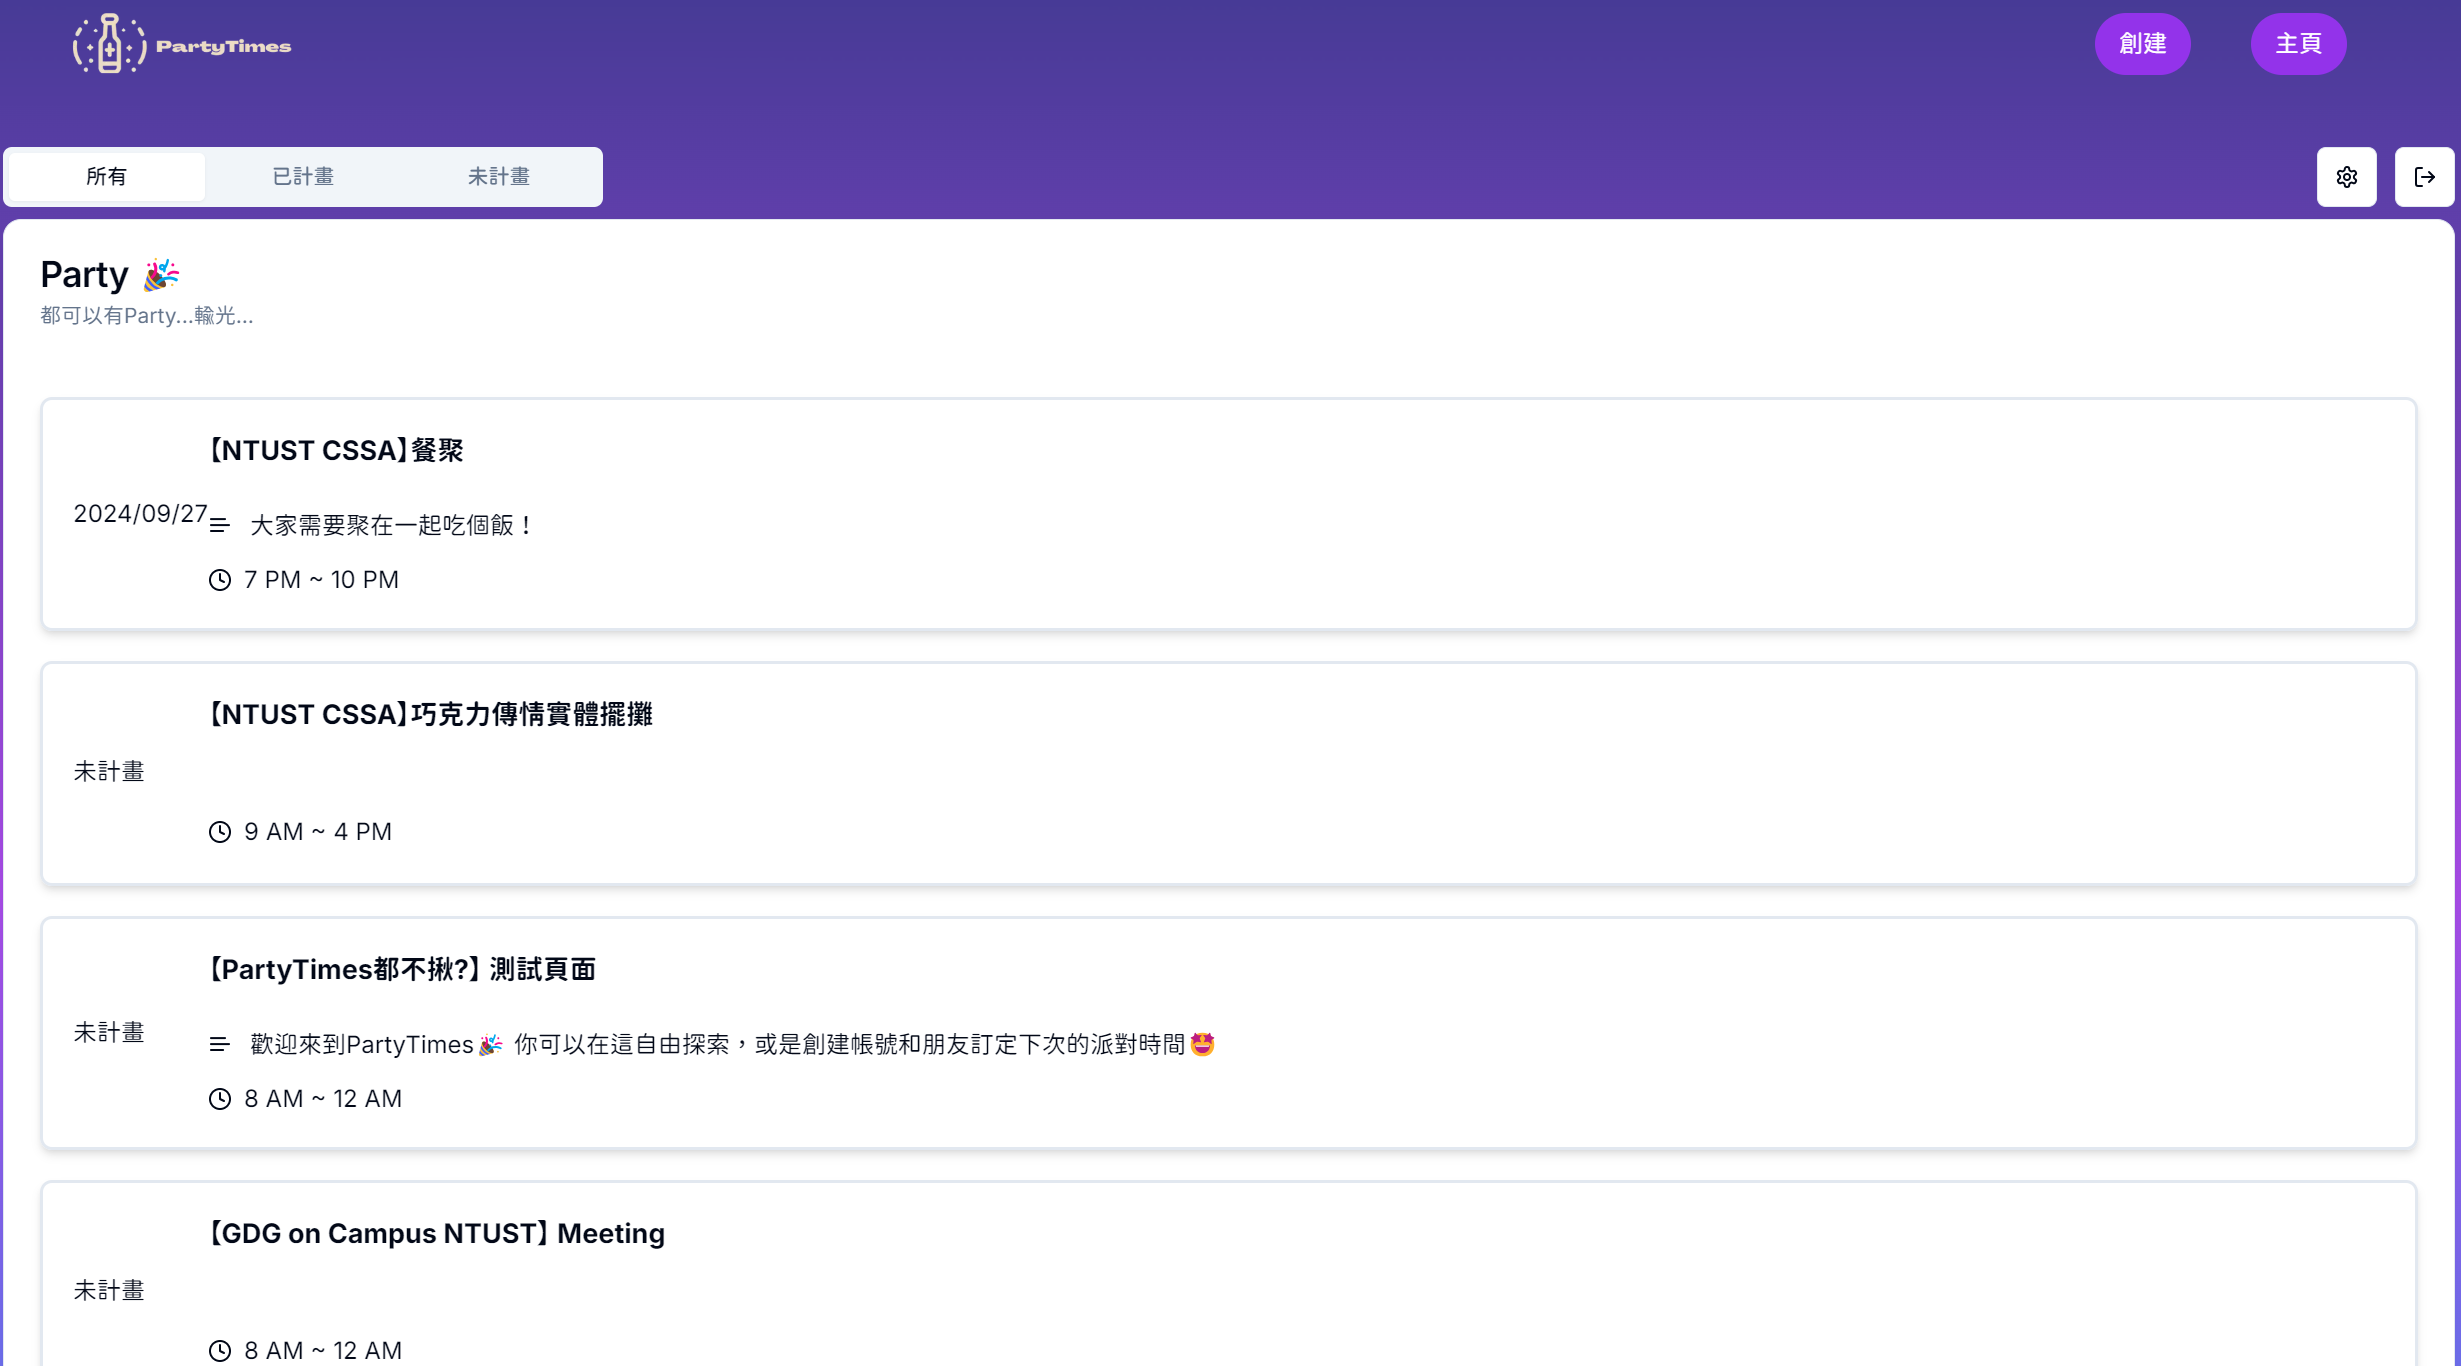 PartyTimes
創建
主頁
所有
已計畫
未計畫
Party 🎉
都可以有Party...輸光...
【NTUST CSSA】餐聚
2024/09/27
大家需要聚在一起吃個飯！
7 PM ~ 10 PM
【NTUST CSSA】巧克力傳情實體擺攤
未計畫
9 AM ~ 4 PM
【PartyTimes都不揪?】 測試頁面
未計畫
歡迎來到PartyTimes🎉 你可以在這自由探索，或是創建帳號和朋友訂定下次的派對時間🤩
8 AM ~ 12 AM
【GDG on Campus NTUST】 Meeting
未計畫
8 AM ~ 12 AM